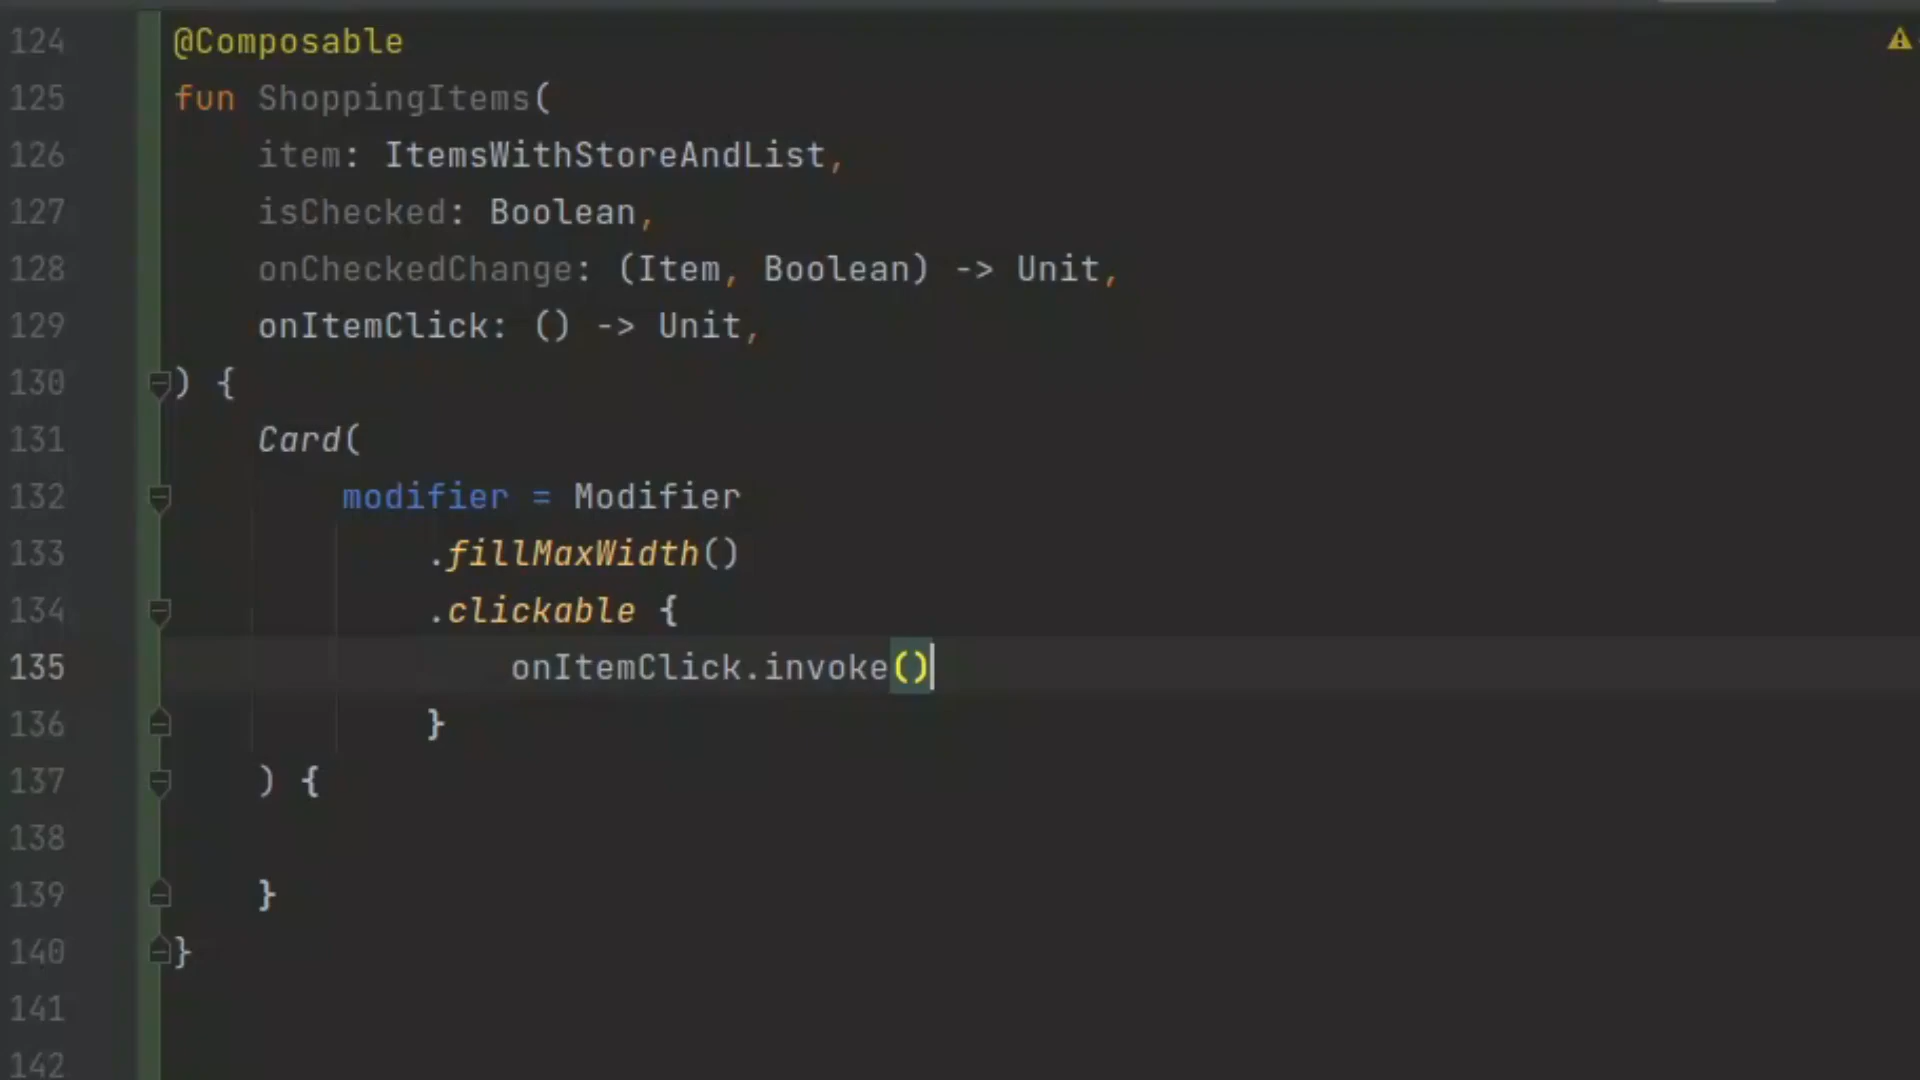 124 @Composable
125 fun ShoppingItems(
126     item: ItemsWithStoreAndList,
127     isChecked: Boolean,
128     onCheckedChange: (Item, Boolean) -> Unit,
129     onItemClick: () -> Unit,
130 ) {
131     Card(
132         modifier = Modifier
133             .fillMaxWidth()
134             .clickable {
135                 onItemClick.invoke()
136             }
137     ) {
138
139     }
140 }
141
142